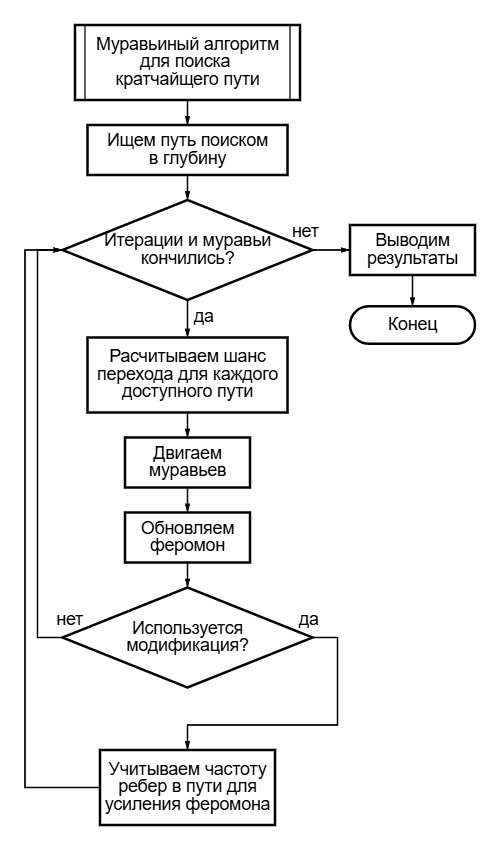 Муравьиный алгоритм
для поиска
кратчайщего пути
Ищем путь поиском
в глубину
Итерации и муравьи
кончились?
нет
Выводим
результаты
Конец
да
Расчитываем шанс
перехода для каждого
доступного пути
Двигаем
муравьев
Обновляем
феромон
нет
Используется
модификация?
да
Учитываем частоту
ребер в пути для
усиления феромона